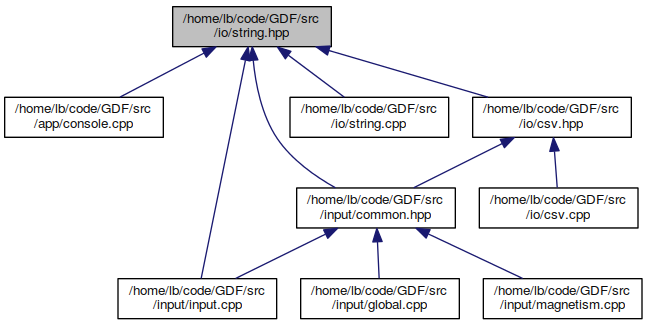 /home/lb/code/GDF/src
/io/string.hpp
/home/lb/code/GDF/src
/app/console.cpp
/home/lb/code/GDF/src
/io/string.cpp
/home/lb/code/GDF/src
/io/csv.hpp
/home/lb/code/GDF/src
/input/common.hpp
/home/lb/code/GDF/src
/io/csv.cpp
/home/lb/code/GDF/src
/input/input.cpp
/home/lb/code/GDF/src
/input/global.cpp
/home/lb/code/GDF/src
/input/magnetism.cpp